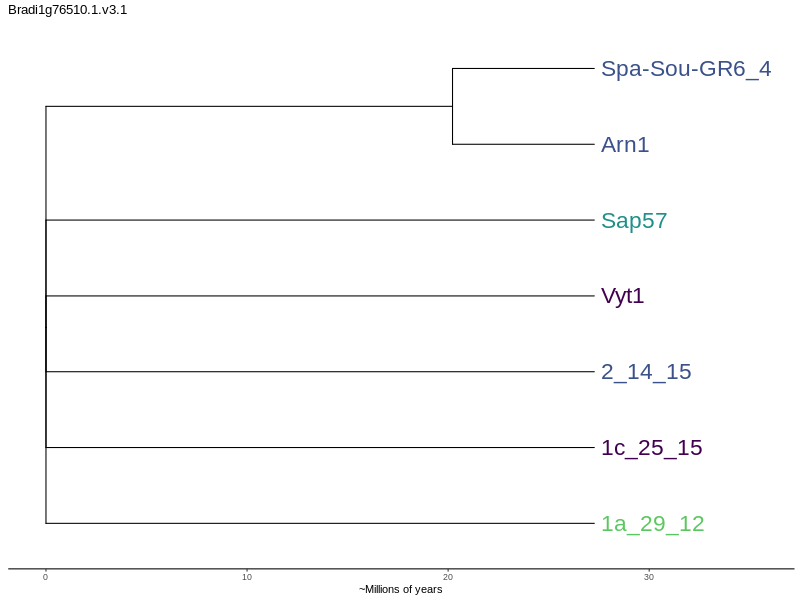 Bradi1g76510.1.v3.1
Spa-Sou-GR6_4
Arn1
Sap57
Vyt1
2_14_15
1c_25_15
1a_29_12
0 10 20 30
~Millions of years